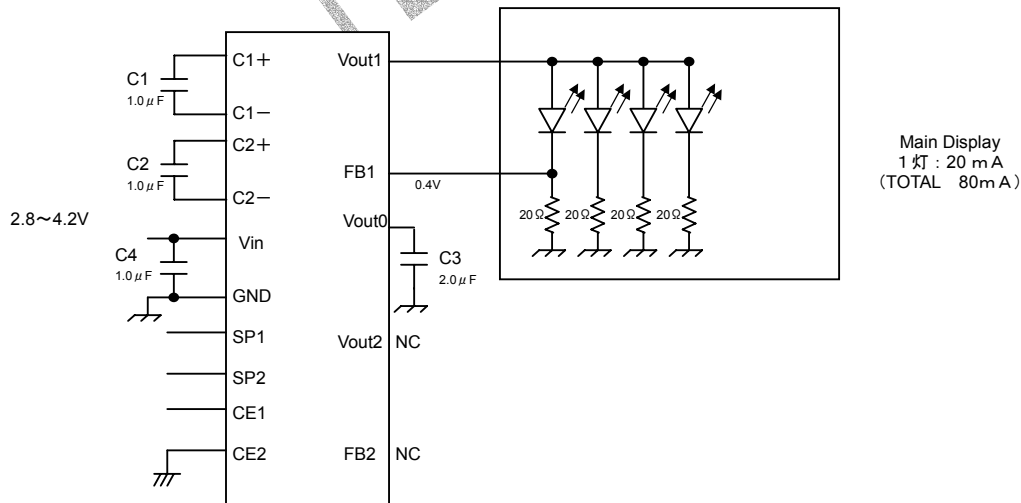 C1+
Vout1
C1
1.0μF
C1−
C2+
C2
1.0μF
FB1
0.4V
C2−
2.8~4.2V
Vin
Vout0
C4
1.0μF
C3
2.0μF
GND
SP1
Vout2 NC
SP2
CE1
CE2
FB2 NC
20Ω 20Ω 20Ω 20Ω
Main Display
1灯:20mA
(TOTAL 80mA)